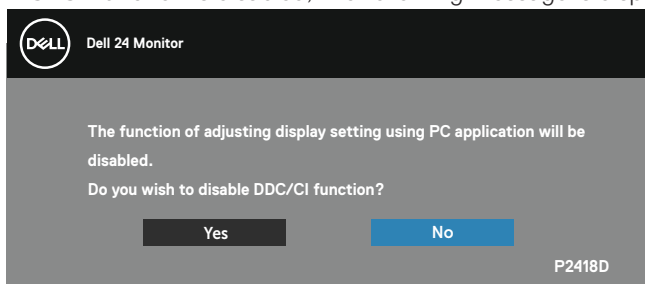 DELL
Dell 24 Monitor
The function of adjusting display setting using PC application will be
disabled.
Do you wish to disable DDC/CI function?
Yes
No
P2418D